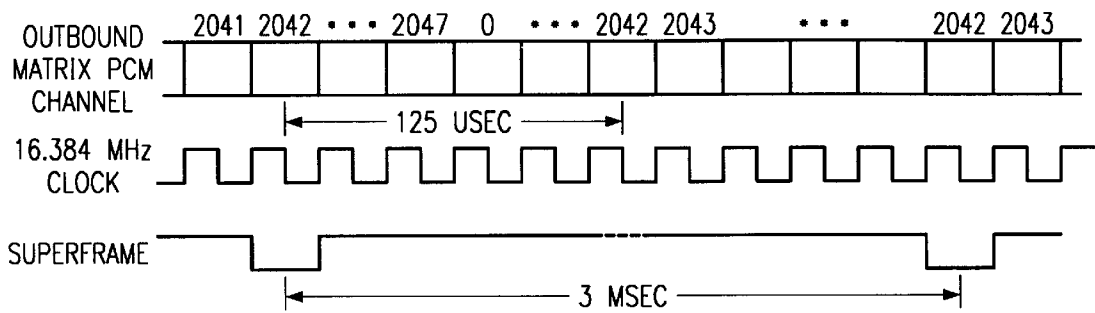 2041 2042 • • • 2047 0 • • • 2042 2043 • • • 2042 2043
OUTBOUND
MATRIX PCM
CHANNEL
125 USEC
16.384 MHz
CLOCK
SUPERFRAME
3 MSEC